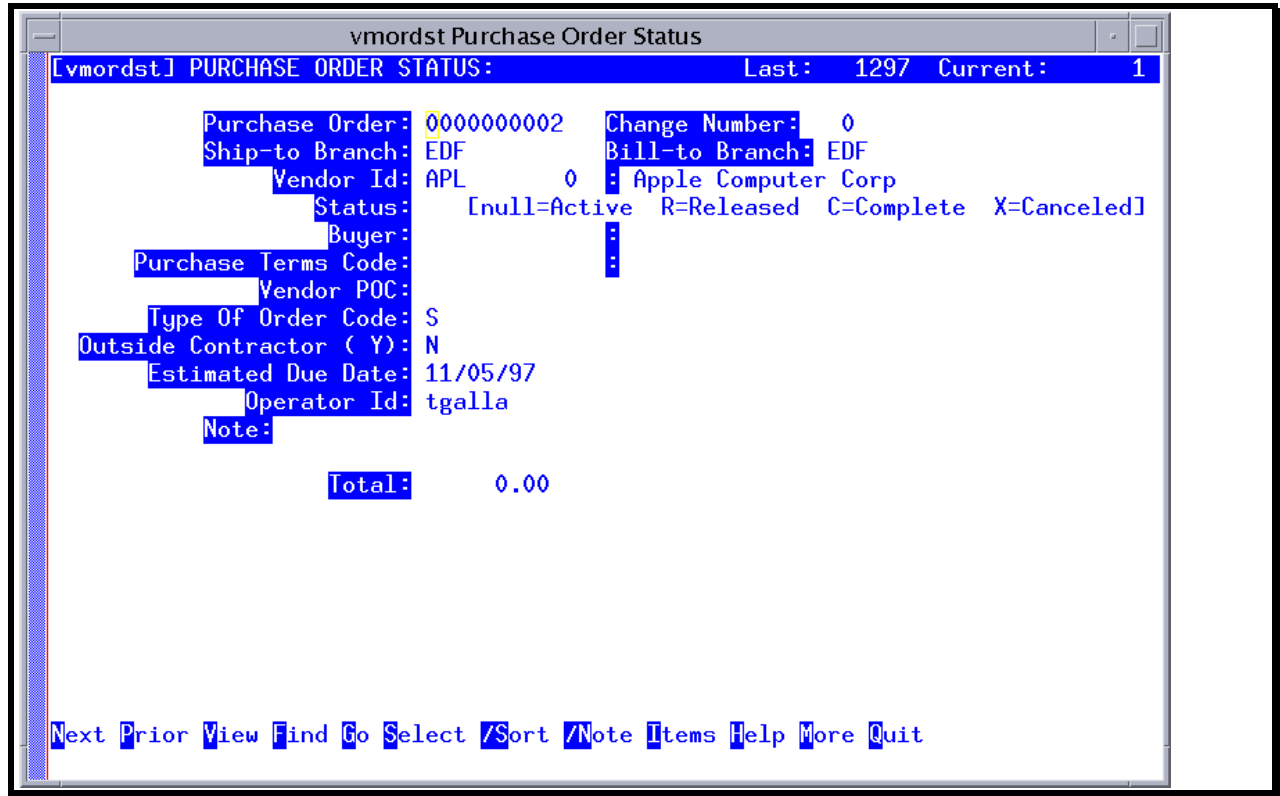 vmordst Purchase Order Status
[vmordst] PURCHASE ORDER STATUS: Last: 1297 Current: 1
Purchase Order: 0000000002 Change Number: 0
Ship-to Branch: EDF Bill-to Branch: EDF
Vendor Id: APL 0 : Apple Computer Corp
Status: [null=Active R=Released C=Complete X=Canceled]
Buyer: :
Purchase Terms Code: :
Vendor POC:
Type Of Order Code: S
Outside Contractor ( Y): N
Estimated Due Date: 11/05/97
Operator Id: tgalla
Note:
Total: 0.00
Next Prior View Find Go Select /Sort /Note Items Help More Quit